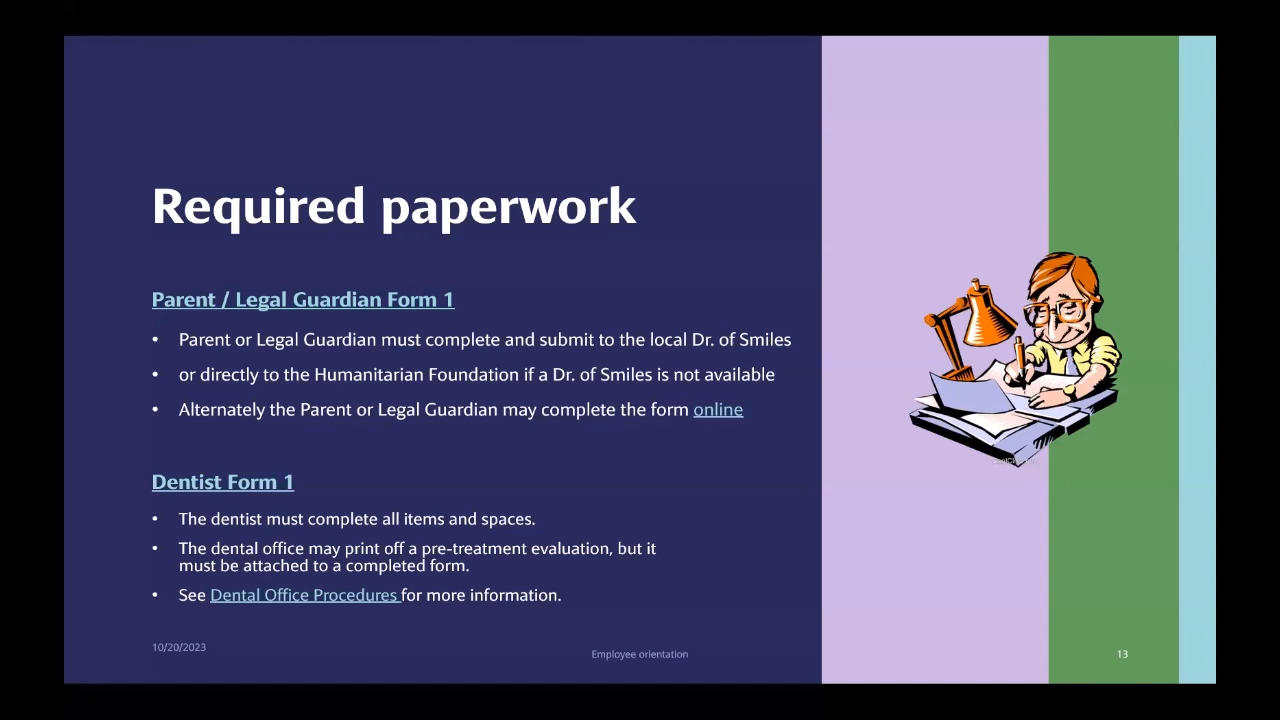 Required paperwork
Parent / Legal Guardian Form 1
• Parent or Legal Guardian must complete and submit to the local Dr. of Smiles
• or directly to the Humanitarian Foundation if a Dr. of Smiles is not available
• Alternately the Parent or Legal Guardian may complete the form online
Dentist Form 1
• The dentist must complete all items and spaces.
• The dental office may print off a pre-treatment evaluation, but it
must be attached to a completed form.
• See Dental Office Procedures for more information.
10/20/2023
Employee orientation
13